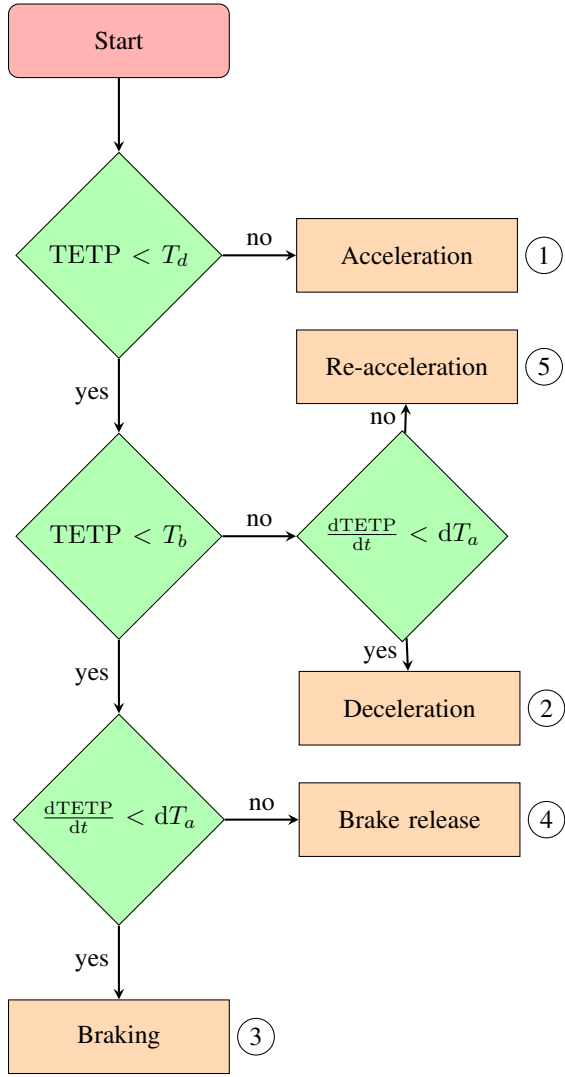 Start
TETP < T_d
no
Acceleration
1
yes
Re-acceleration
5
no
TETP < T_b
no
dTETP/dt < dT_a
yes
yes
Deceleration
2
dTETP/dt < dT_a
no
Brake release
4
yes
Braking
3